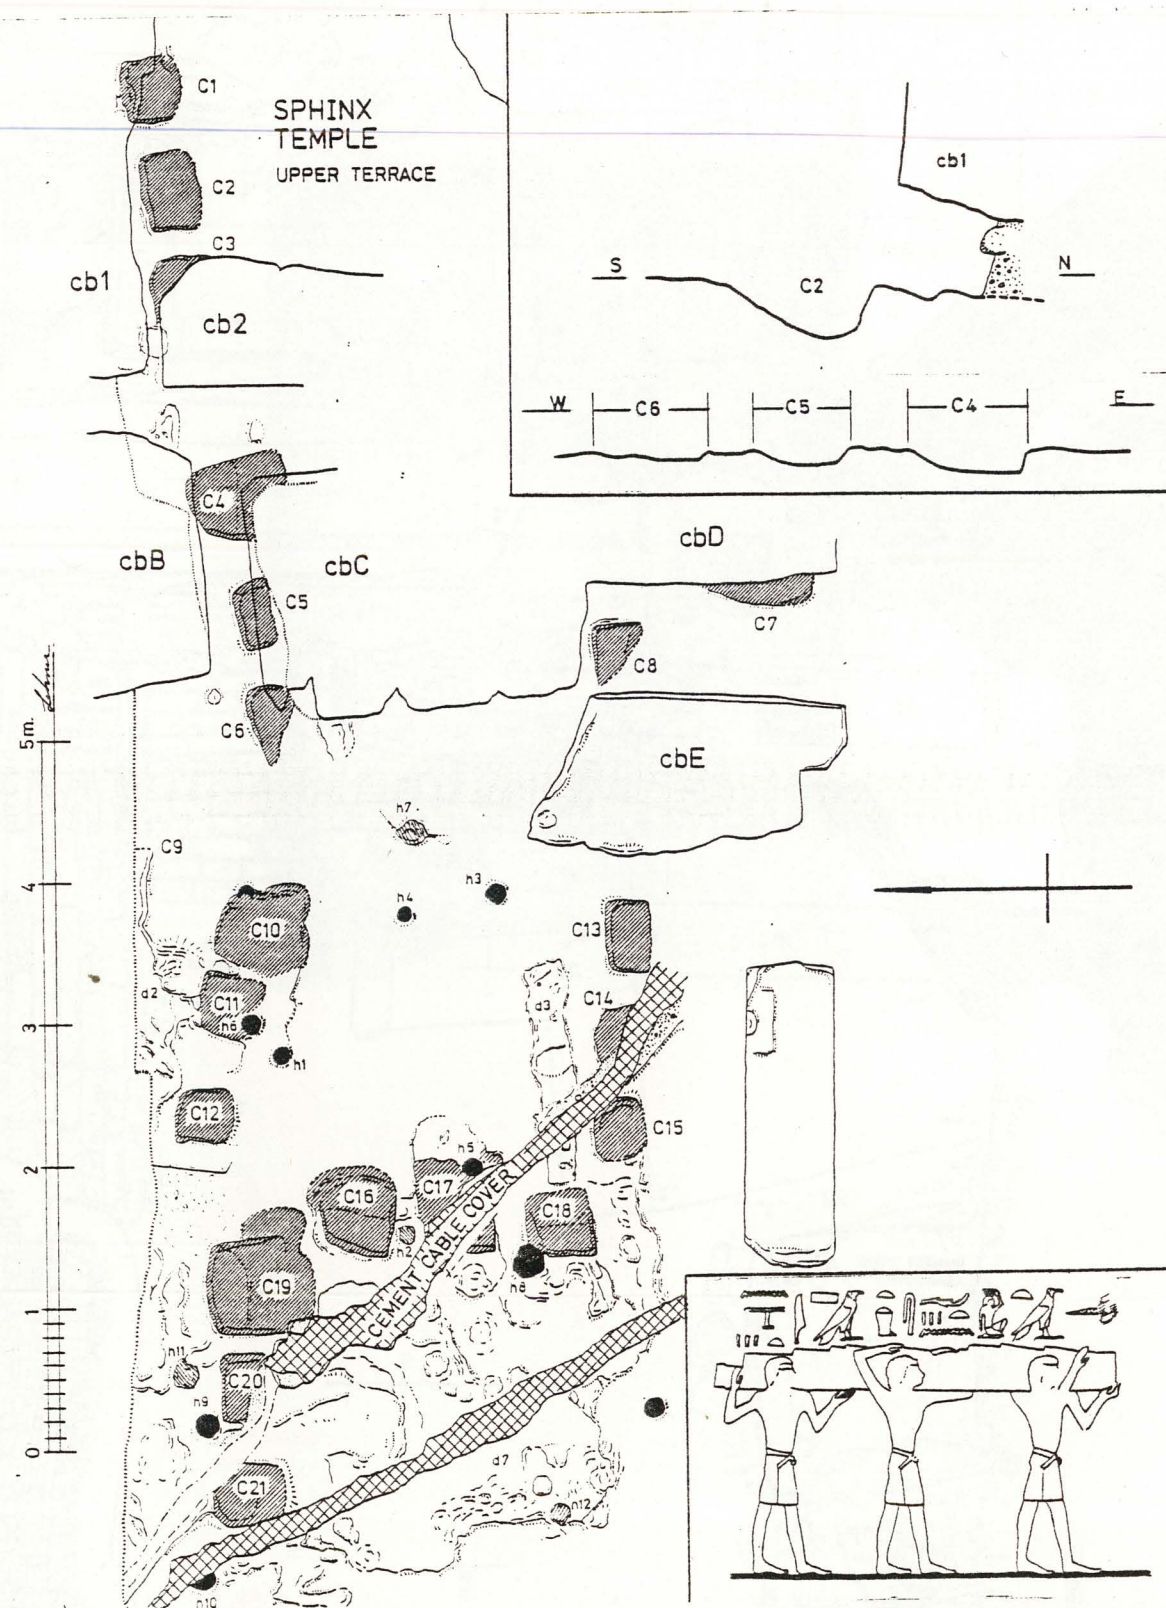 C1
SPHINX
TEMPLE
UPPER TERRACE
C2
C3
cb1
cb2
cb1
S
C2
N
W
C6
C5
C4
E
C4
cbB
cbC
cbD
C5
C7
C8
C6
5m.
cbE
h7
C9
4
h3
h4
C10
C13
d2
C11
h6
d3
C14
3
h1
C12
C15
h5
2
C16
C17
C18
h2
CEMENT CABLE COVER
h8
C19
1
h11
C20
h9
0
d7
C21
h12
h10